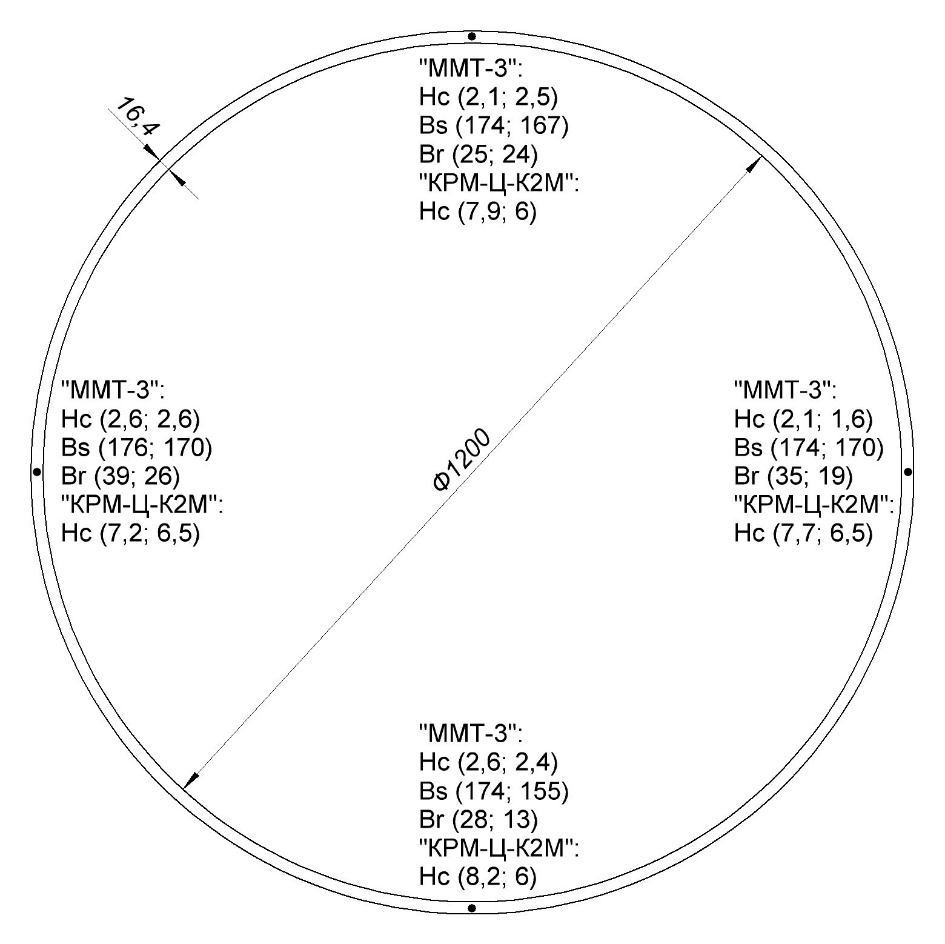 16,4
"ММТ-3":
Hc (2,1; 2,5)
Bs (174; 167)
Br (25; 24)
"КРМ-Ц-К2М":
Hc (7,9; 6)
"ММТ-3":
Hc (2,6; 2,6)
Bs (176; 170)
Br (39; 26)
"КРМ-Ц-К2М":
Hc (7,2; 6,5)
Ф1200
"ММТ-3":
Hc (2,1; 1,6)
Bs (174; 170)
Br (35; 19)
"КРМ-Ц-К2М":
Hc (7,7; 6,5)
"ММТ-3":
Hc (2,6; 2,4)
Bs (174; 155)
Br (28; 13)
"КРМ-Ц-К2М":
Hc (8,2; 6)